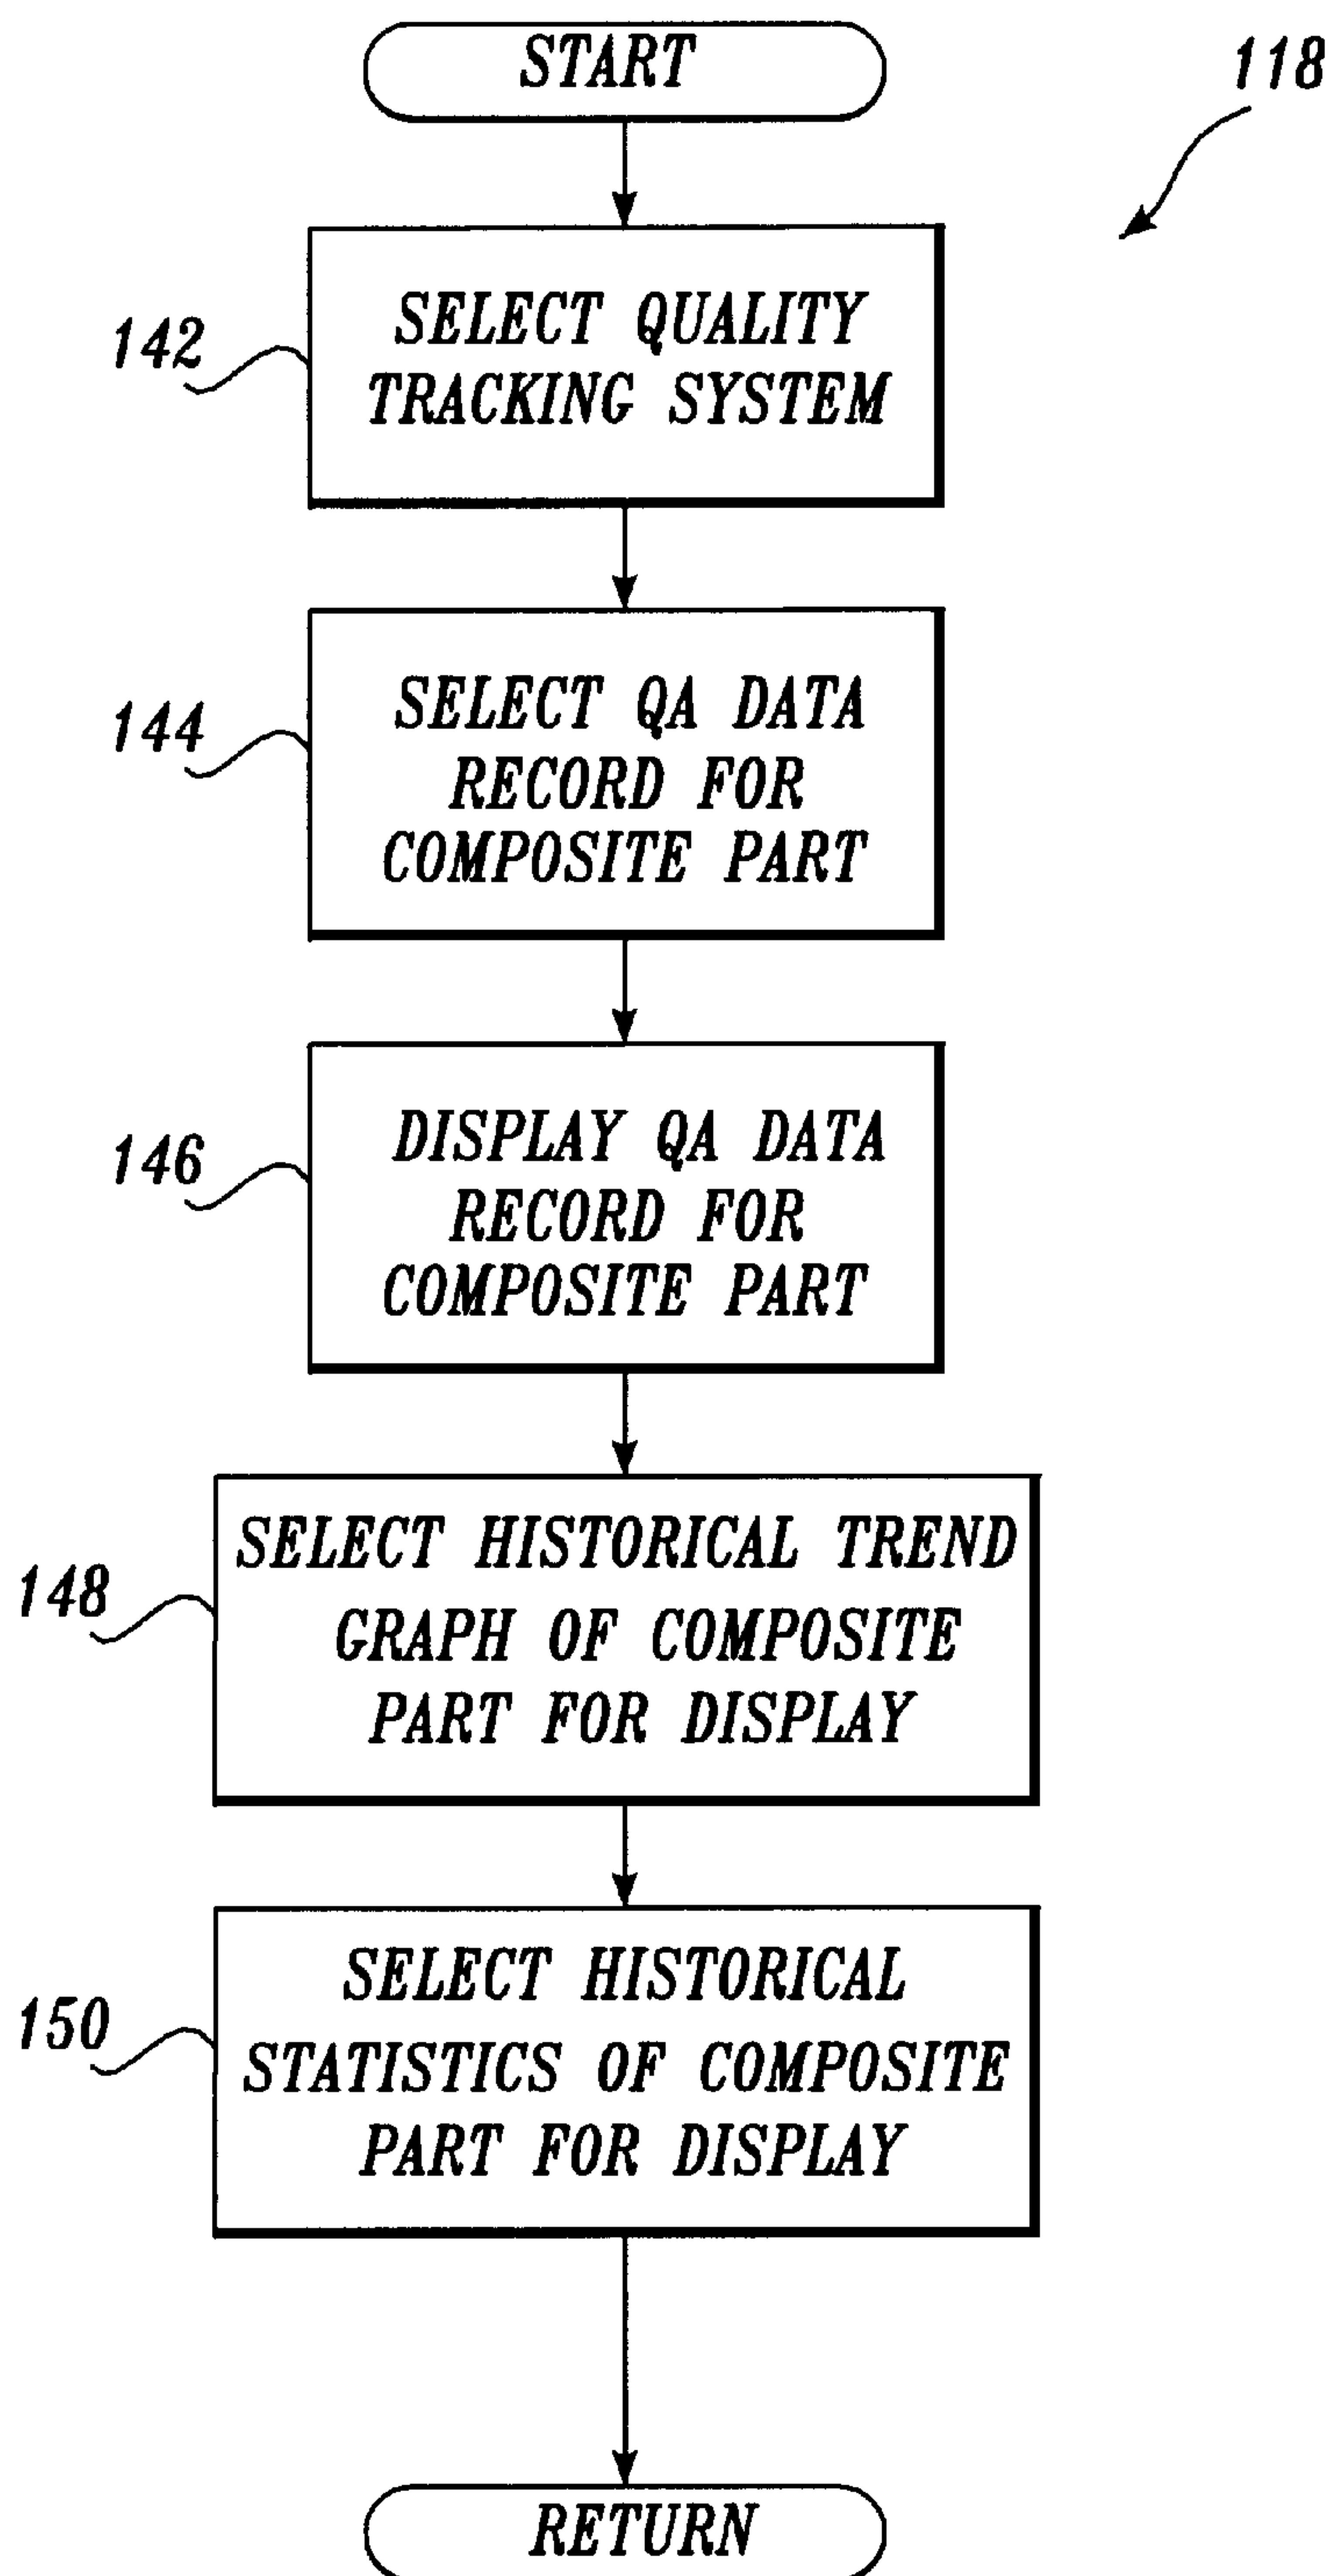 START
118
142
SELECT QUALITY
TRACKING SYSTEM
144
SELECT QA DATA
RECORD FOR
COMPOSITE PART
146
DISPLAY QA DATA
RECORD FOR
COMPOSITE PART
148
SELECT HISTORICAL TREND
GRAPH OF COMPOSITE
PART FOR DISPLAY
150
SELECT HISTORICAL
STATISTICS OF COMPOSITE
PART FOR DISPLAY
RETURN